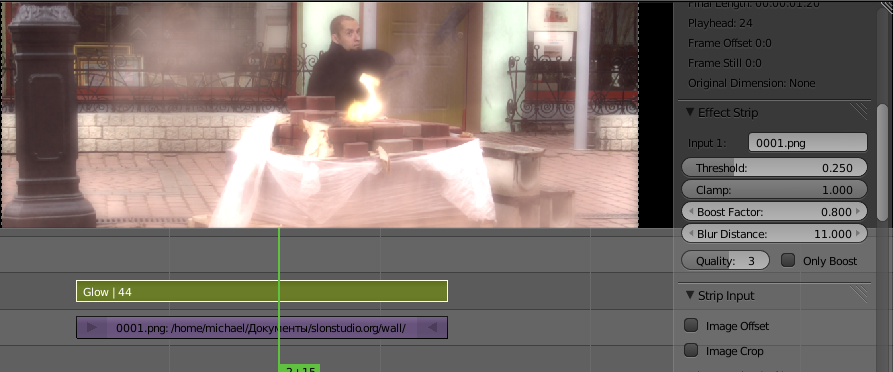 Final Length: 00:00:01.20
Playhead: 24
Frame Offset 0:0
Frame Still 0:0
Original Dimension: None
Effect Strip
Input 1: 0001.png
Threshold: 0.250
Clamp: 1.000
Boost Factor: 0.800
Blur Distance: 11.000
Quality: 3 Only Boost
Strip Input
Image Offset
Image Crop
Glow | 44
0001.png: /home/michael/Документы/slonstudio.org/wall/
2+15